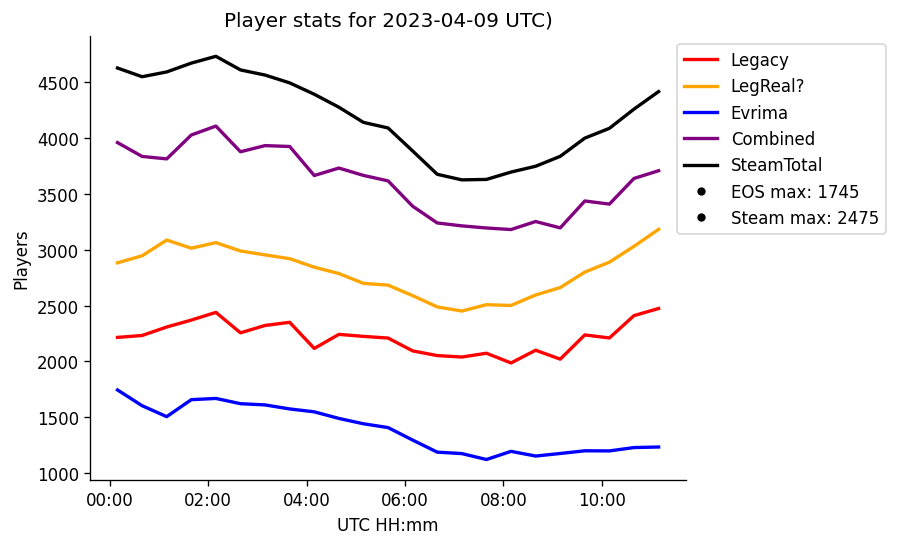 Player stats for 2023-04-09 UTC)
Legacy
LegReal?
Evrima
Combined
SteamTotal
EOS max: 1745
Steam max: 2475
Players
4500
4000
3500
3000
2500
2000
1500
1000
00:00 02:00 04:00 06:00 08:00 10:00
UTC HH:mm